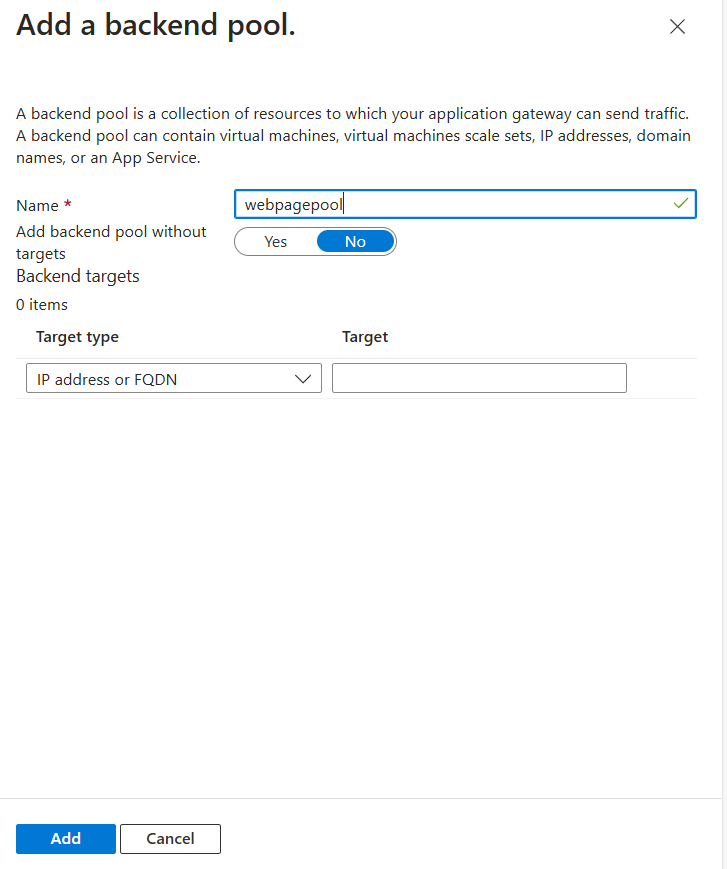 Add a backend pool.
A backend pool is a collection of resources to which your application gateway can send traffic.
A backend pool can contain virtual machines, virtual machines scale sets, IP addresses, domain
names, or an App Service.
Name *
webpagepool
Add backend pool without
targets
Yes
No
Backend targets
0 items
Target type
Target
IP address or FQDN
Add
Cancel